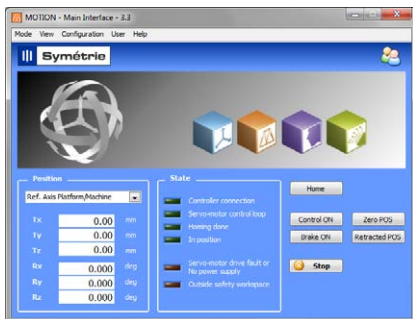 MOTION - Main Interface - 3.3
Mode View Configuration User Help
Symétrie
Position
Ref. Axis Platform/Machine
Tx 0.00 mm
Ty 0.00 mm
Tz 0.00 mm
Rx 0.000 deg
Ry 0.000 deg
Rz 0.000 deg
State
Controller connection
Servo-motor control loop
Homing done
In position
Servo-motor drive fault or
No power supply
Outside safety workspace
Home
Control ON Zero POS
Brake ON Retracted POS
Stop